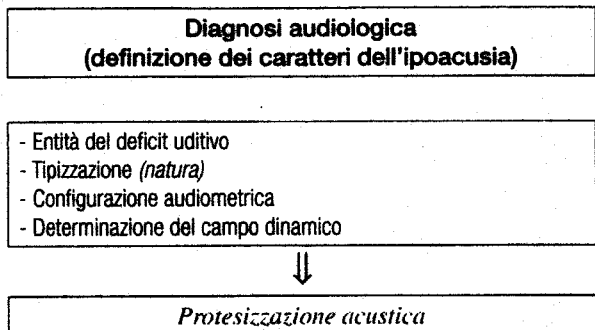 Diagnosi audiologica
(definizione dei caratteri dell'ipoacusia)
- Entità del deficit uditivo
- Tipizzazione (natura)
- Configurazione audiometrica
- Determinazione del campo dinamico
⇓
Protesizzazione acustica